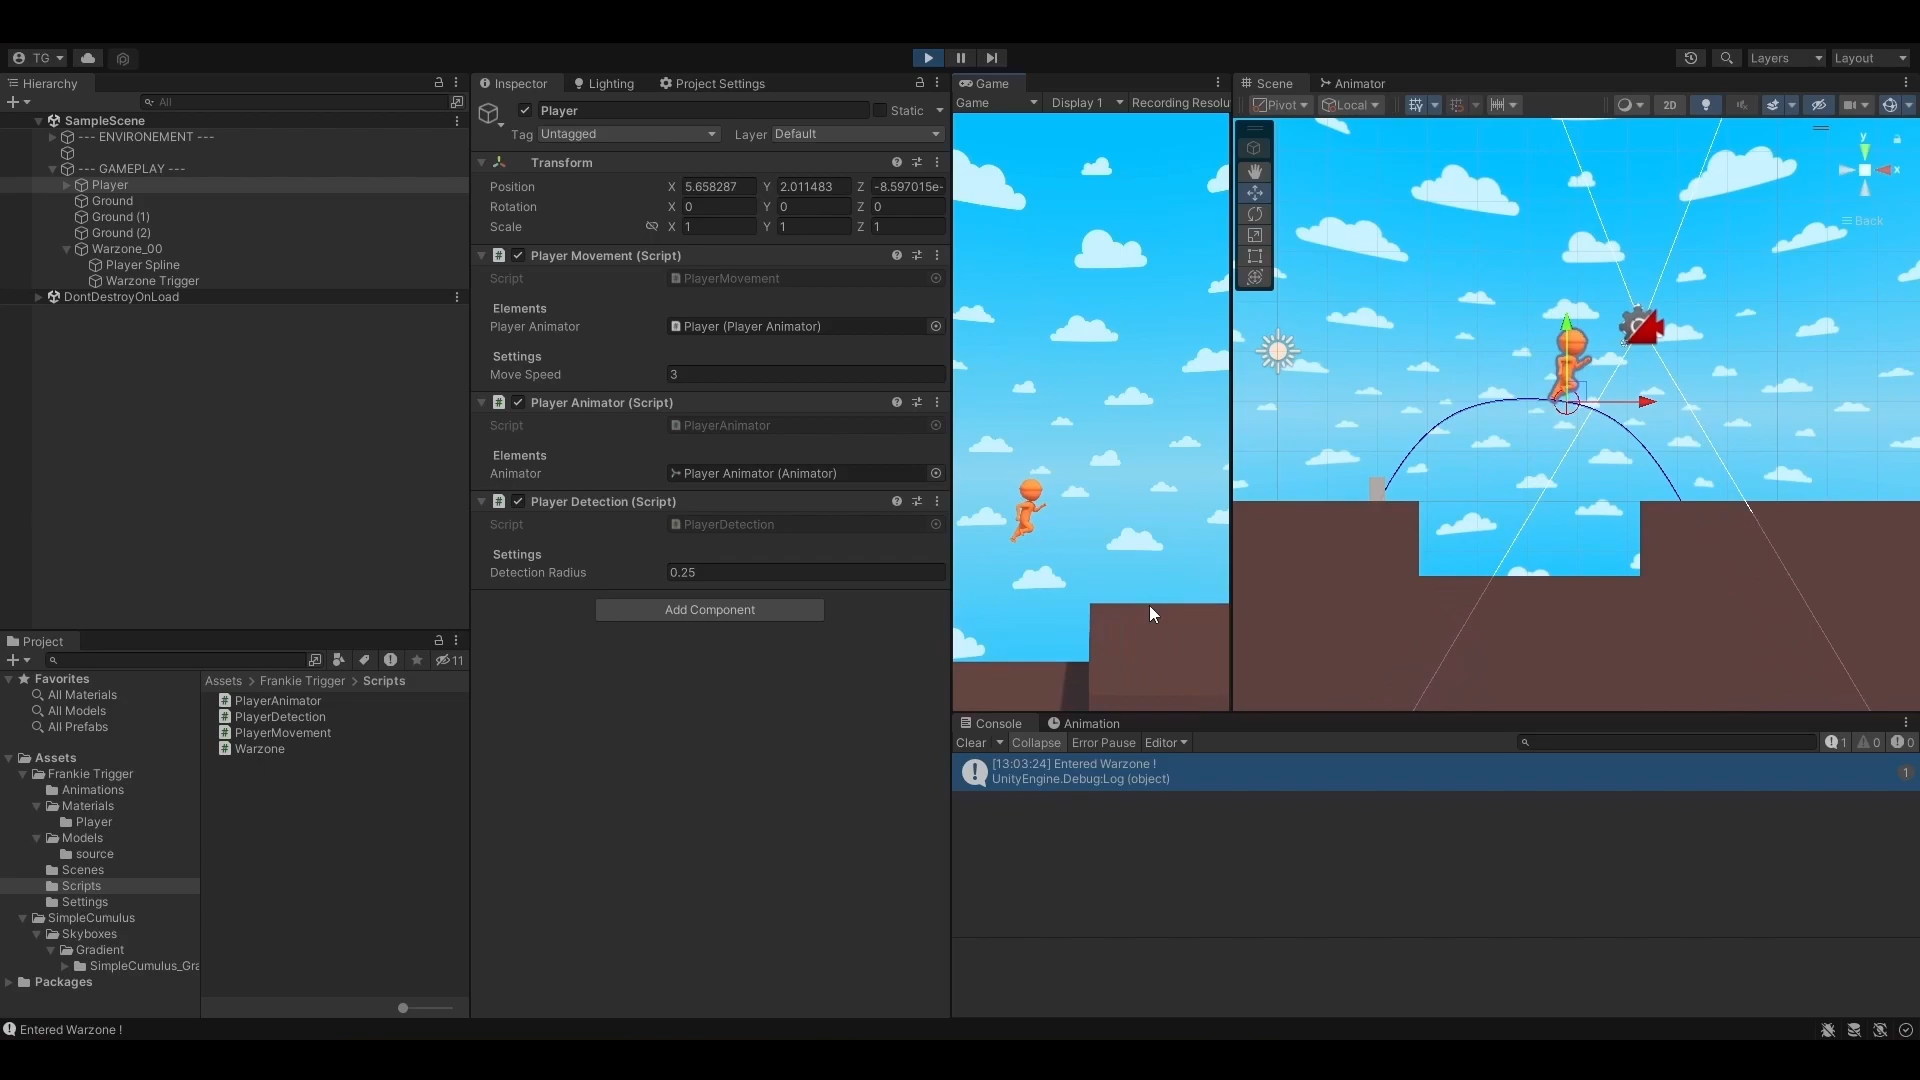 TG
Layers
Layout
Hierarchy
All
SampleScene
--- ENVIRONEMENT ---
--- GAMEPLAY ---
Player
Ground
Ground (1)
Ground (2)
Warzone_00
Player Spline
Warzone Trigger
DontDestroyOnLoad
Inspector
Lighting
Project Settings
Player
Static
Tag Untagged
Layer Default
Transform
Position X 5.658287 Y 2.011483 Z -8.597015e-
Rotation X 0 Y 0 Z 0
Scale X 1 Y 1 Z 1
Player Movement (Script)
Script PlayerMovement
Elements
Player Animator Player (Player Animator)
Settings
Move Speed 3
Player Animator (Script)
Script PlayerAnimator
Elements
Animator Player Animator (Animator)
Player Detection (Script)
Script PlayerDetection
Settings
Detection Radius 0.25
Add Component
Game
Game Display 1 Recording Resolu
Scene
Animator
Pivot Local 2D
y
x
Back
Project
11
Favorites
All Materials
All Models
All Prefabs
Assets
Frankie Trigger
Animations
Materials
Player
Models
source
Scenes
Scripts
Settings
SimpleCumulus
Skyboxes
Gradient
SimpleCumulus_Gra
Packages
Assets > Frankie Trigger > Scripts
PlayerAnimator
PlayerDetection
PlayerMovement
Warzone
Console
Animation
Clear Collapse Error Pause Editor
1 0 0
[13:03:24] Entered Warzone !
UnityEngine.Debug:Log (object)
1
Entered Warzone !